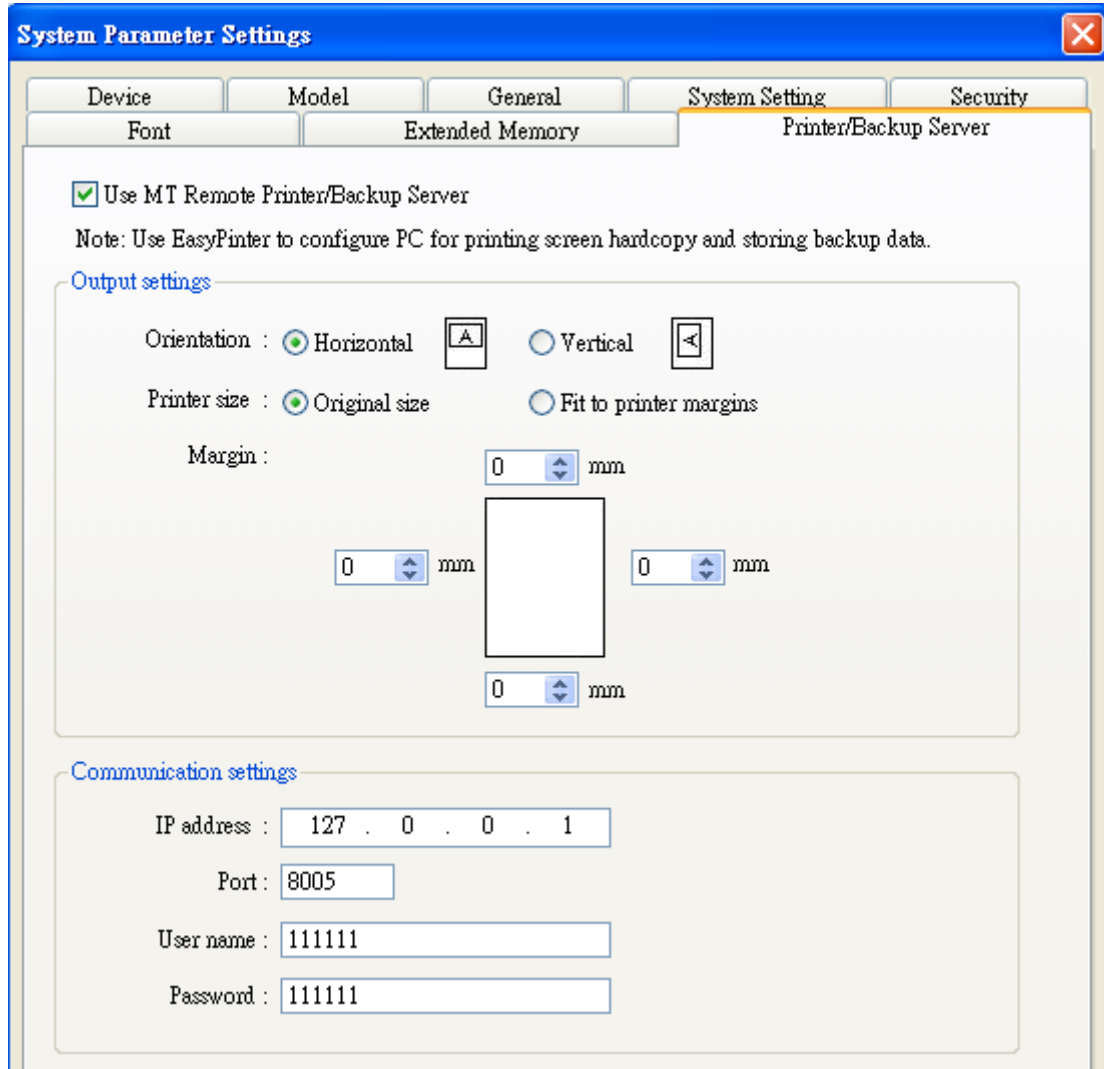 System Parameter Settings
Device Model General System Setting Security
Font Extended Memory Printer/Backup Server
Use MT Remote Printer/Backup Server
Note: Use EasyPinter to configure PC for printing screen hardcopy and storing backup data.
Output settings
Orientation : Horizontal A Vertical A
Printer size : Original size Fit to printer margins
Margin :
0 mm
0 mm 0 mm
0 mm
Communication settings
IP address : 127 . 0 . 0 . 1
Port : 8005
User name : 111111
Password : 111111